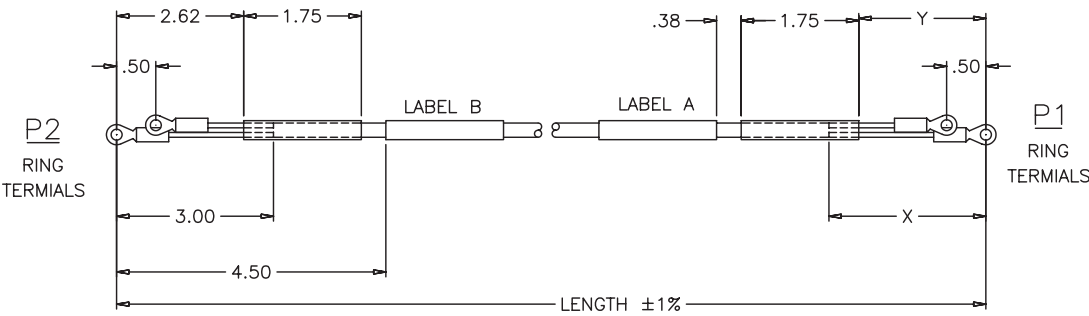 2.62
1.75
.38
1.75
Y
.50
.50
LABEL B
LABEL A
P2
P1
RING
TERMIALS
RING
TERMIALS
3.00
X
4.50
LENGTH ±1%